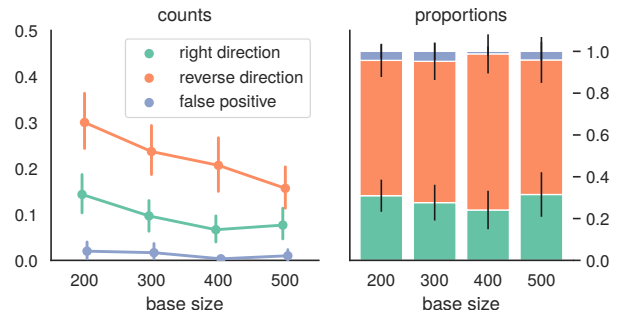 counts
0.5
0.4
0.3
0.2
0.1
0.0
right direction
reverse direction
false positive
200 300 400 500
base size
proportions
1.0
0.8
0.6
0.4
0.2
0.0
200 300 400 500
base size